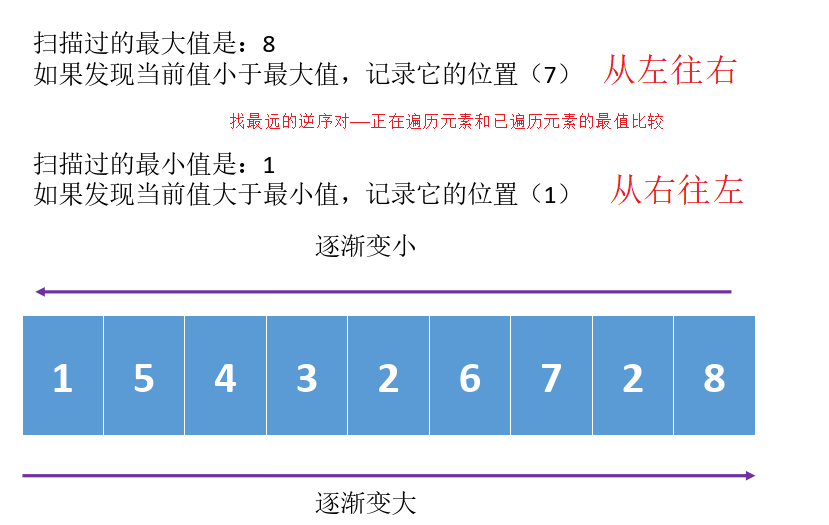 扫描过的最大值是：8
如果发现当前值小于最大值，记录它的位置（7） 从左往右
找最远的逆序对——正在遍历元素和已遍历元素的最值比较
扫描过的最小值是：1
如果发现当前值大于最小值，记录它的位置（1） 从右往左
逐渐变小
1 5 4 3 2 6 7 2 8
逐渐变大